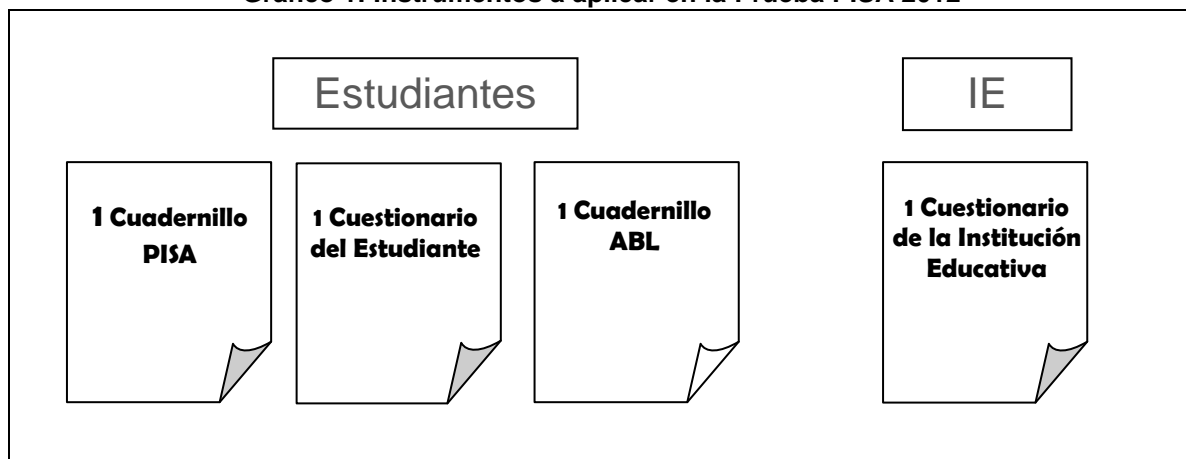 Gráfico 1. Instrumentos a aplicar en la Prueba PISA 2012
Estudiantes
IE
1 Cuadernillo
PISA
1 Cuestionario
del Estudiante
1 Cuadernillo
ABL
1 Cuestionario
de la Institución
Educativa